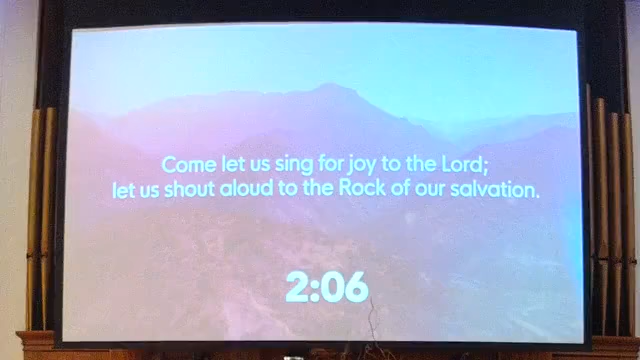 Come let us sing for joy to the Lord;
let us shout aloud to the Rock of our salvation.
2:06